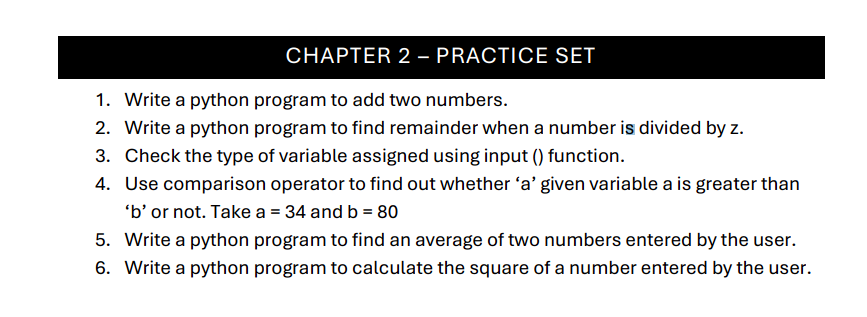 CHAPTER 2 – PRACTICE SET
1. Write a python program to add two numbers.
2. Write a python program to find remainder when a number is divided by z.
3. Check the type of variable assigned using input () function.
4. Use comparison operator to find out whether ‘a’ given variable a is greater than
‘b’ or not. Take a = 34 and b = 80
5. Write a python program to find an average of two numbers entered by the user.
6. Write a python program to calculate the square of a number entered by the user.